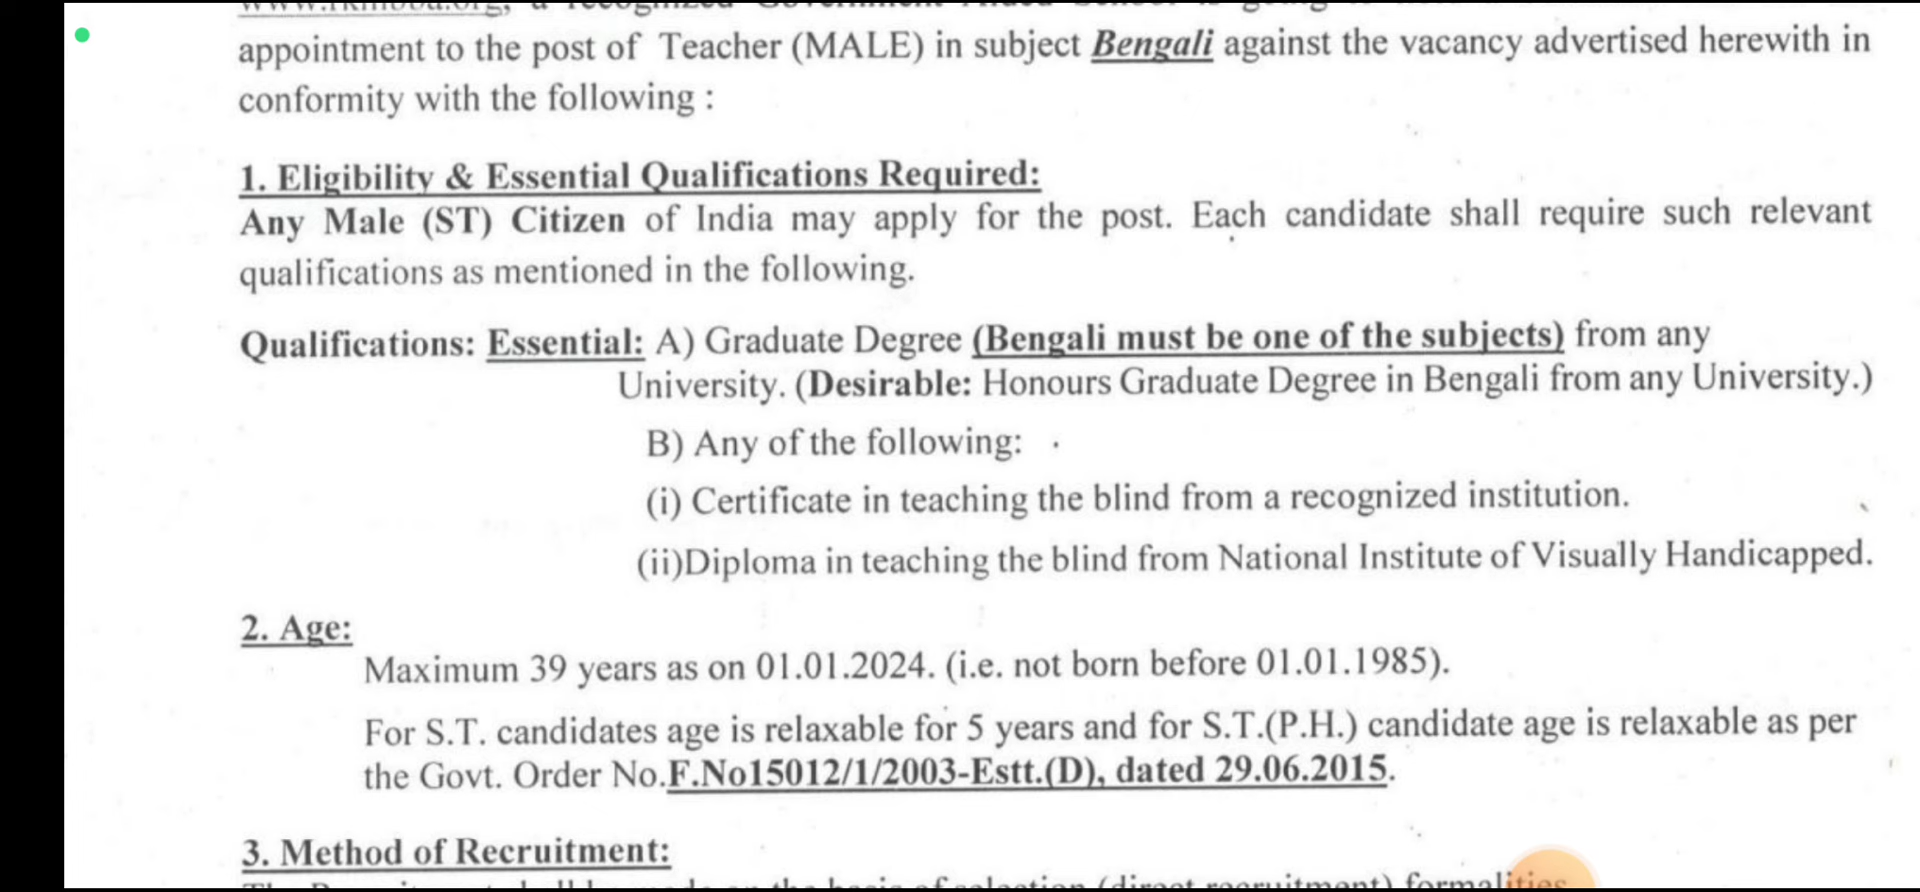 appointment to the post of Teacher (MALE) in subject Bengali against the vacancy advertised herewith in
conformity with the following :
1. Eligibility & Essential Qualifications Required:
Any Male (ST) Citizen of India may apply for the post. Each candidate shall require such relevant
qualifications as mentioned in the following.
Qualifications: Essential: A) Graduate Degree (Bengali must be one of the subjects) from any
University. (Desirable: Honours Graduate Degree in Bengali from any University.)
B) Any of the following:
(i) Certificate in teaching the blind from a recognized institution.
(ii)Diploma in teaching the blind from National Institute of Visually Handicapped.
2. Age:
Maximum 39 years as on 01.01.2024. (i.e. not born before 01.01.1985).
For S.T. candidates age is relaxable for 5 years and for S.T.(P.H.) candidate age is relaxable as per
the Govt. Order No.F.No15012/1/2003-Estt.(D), dated 29.06.2015.
3. Method of Recruitment:
the basis of selection (direct recruitment) formalities